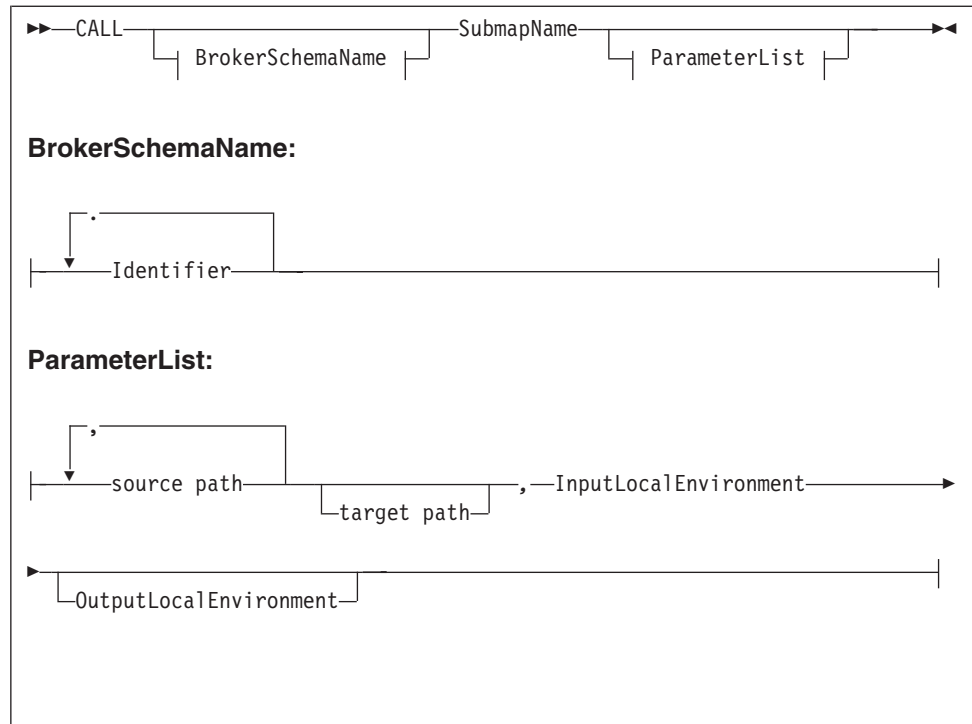 CALL SubmapName
BrokerSchemaName ParameterList
BrokerSchemaName:
.
Identifier
ParameterList:
,
source path , InputLocalEnvironment
target path
OutputLocalEnvironment